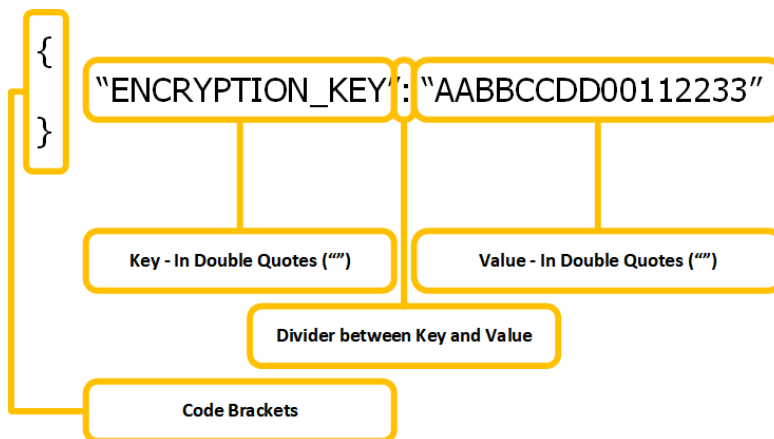 {
“ENCRYPTION_KEY”: “AABBCCDD00112233”
}
Key - In Double Quotes (“”)
Value - In Double Quotes (“”)
Divider between Key and Value
Code Brackets